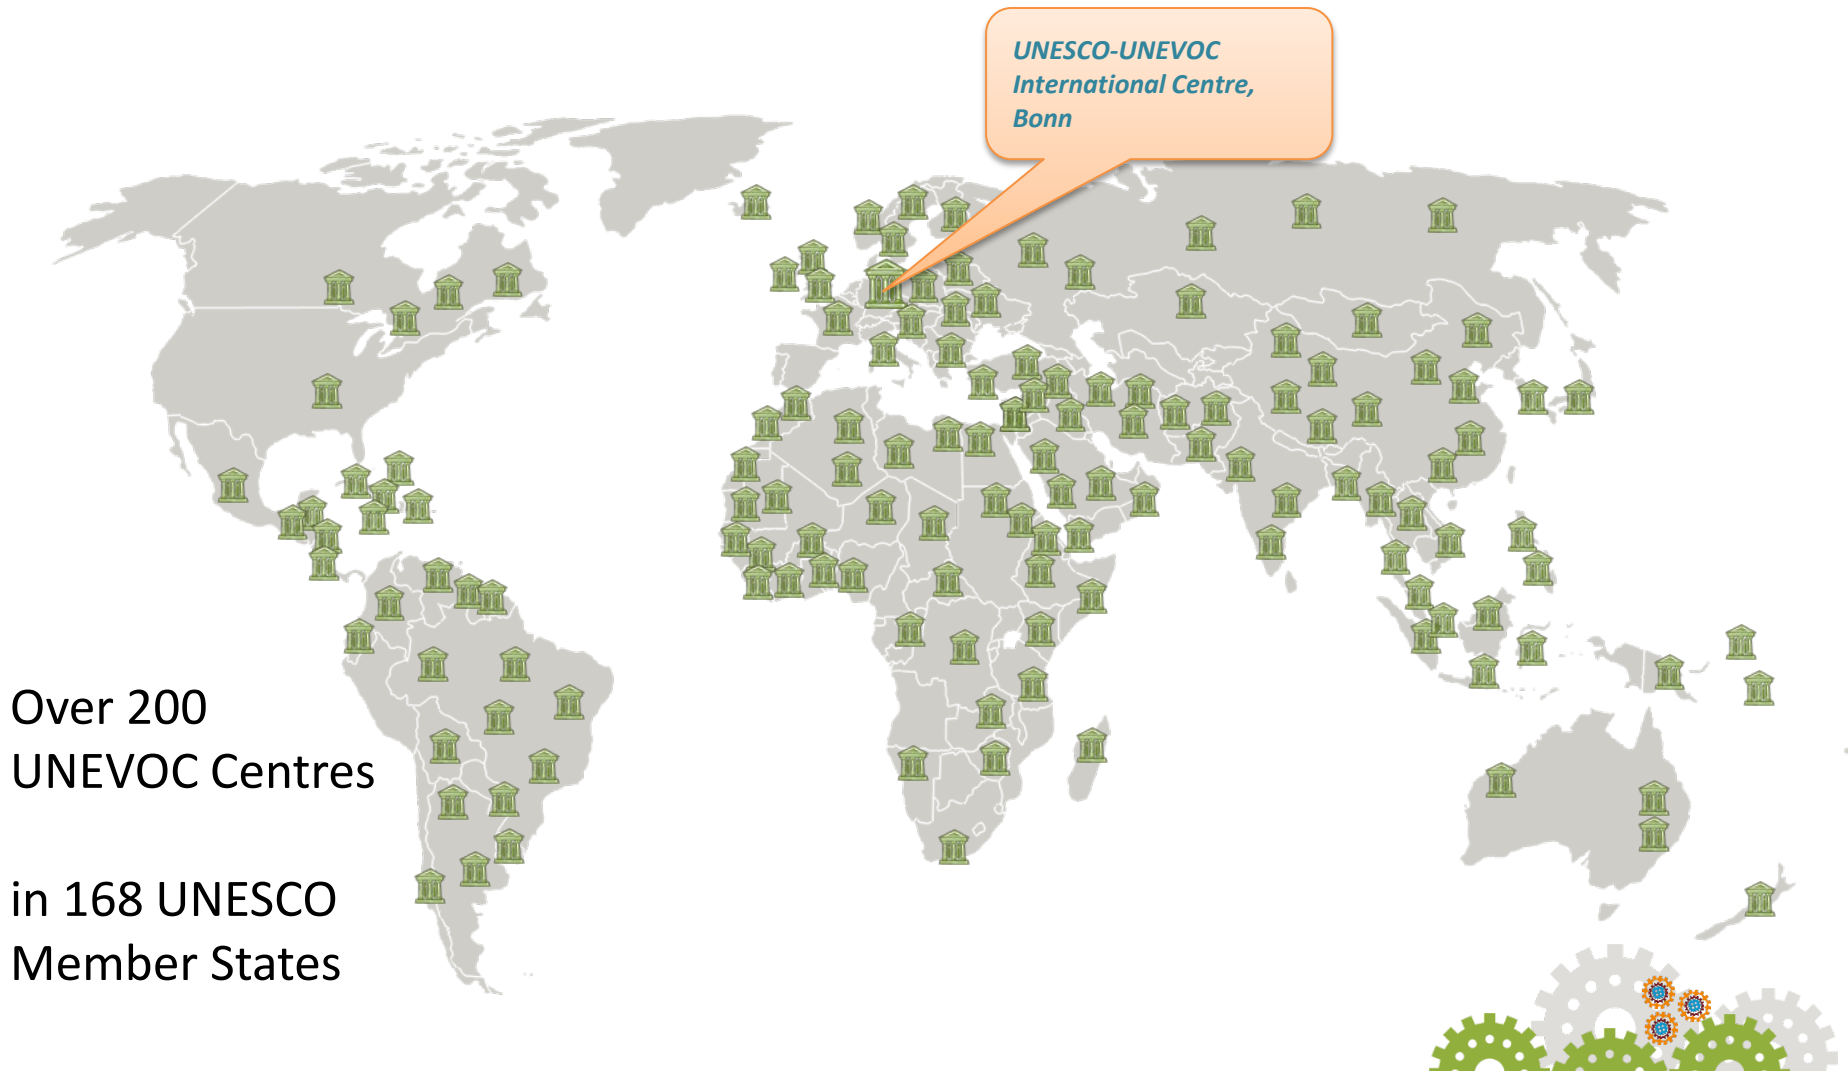 UNESCO-UNEVOC
International Centre,
Bonn
Over 200
UNEVOC Centres
in 168 UNESCO
Member States